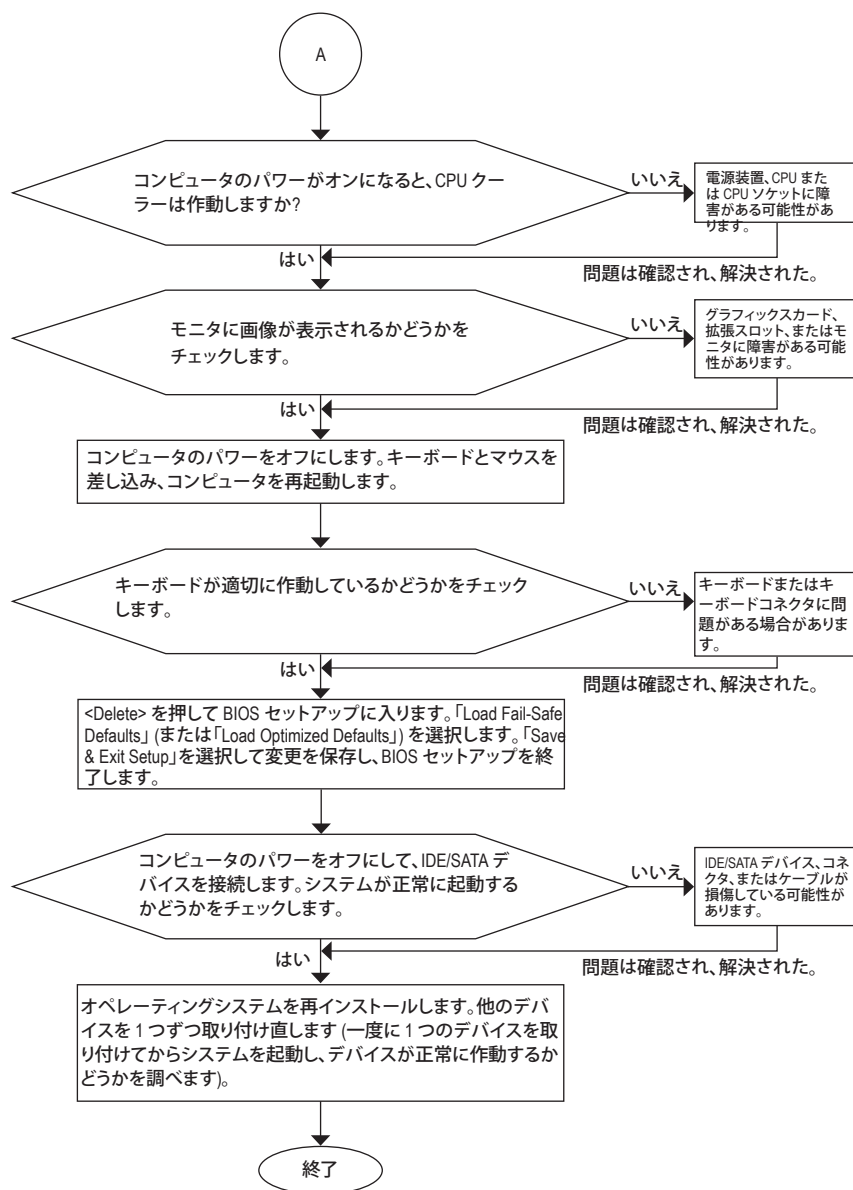 A
コンピュータのパワーがオンになると、CPU クー
ラーは作動しますか?
いいえ
電源装置、CPU また
は CPU ソケットに障
害がある可能性があ
ります。
はい
問題は確認され、解決された。
モニタに画像が表示されるかどうかを
チェックします。
いいえ
グラフィックスカード、
拡張スロット、またはモ
ニタに障害がある可能
性があります。
はい
問題は確認され、解決された。
コンピュータのパワーをオフにします。キーボードとマウスを
差し込み、コンピュータを再起動します。
キーボードが適切に作動しているかどうかをチェック
します。
いいえ
キーボードまたはキ
ーボードコネクタに問
題がある場合がありま
す。
はい
問題は確認され、解決された。
<Delete> を押して BIOS セットアップに入ります。「Load Fail-Safe
Defaults」 (または「Load Optimized Defaults」) を選択します。「Save
& Exit Setup」を選択して変更を保存し、BIOS セットアップを終
了します。
コンピュータのパワーをオフにして、IDE/SATA デ
バイスを接続します。システムが正常に起動する
かどうかをチェックします。
いいえ
IDE/SATA デバイス、コネ
クタ、またはケーブルが
損傷している可能性が
あります。
はい
問題は確認され、解決された。
オペレーティングシステムを再インストールします。他のデバ
イスを 1 つずつ取り付け直します (一度に 1 つのデバイスを取
り付けてからシステムを起動し、デバイスが正常に作動するか
どうかを調べます)。
終了